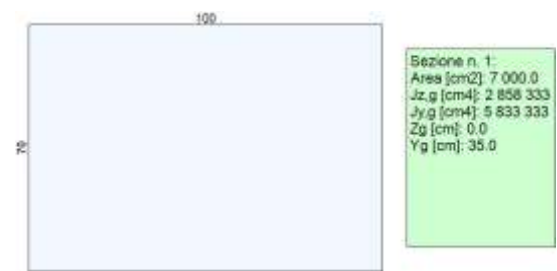 100
70
Sezione n. 1:
Area [cm2]: 7 000.0
Jz,g [cm4]: 2 858 333
Jy,g [cm4]: 5 833 333
Zg [cm]: 0.0
Yg [cm]: 35.0